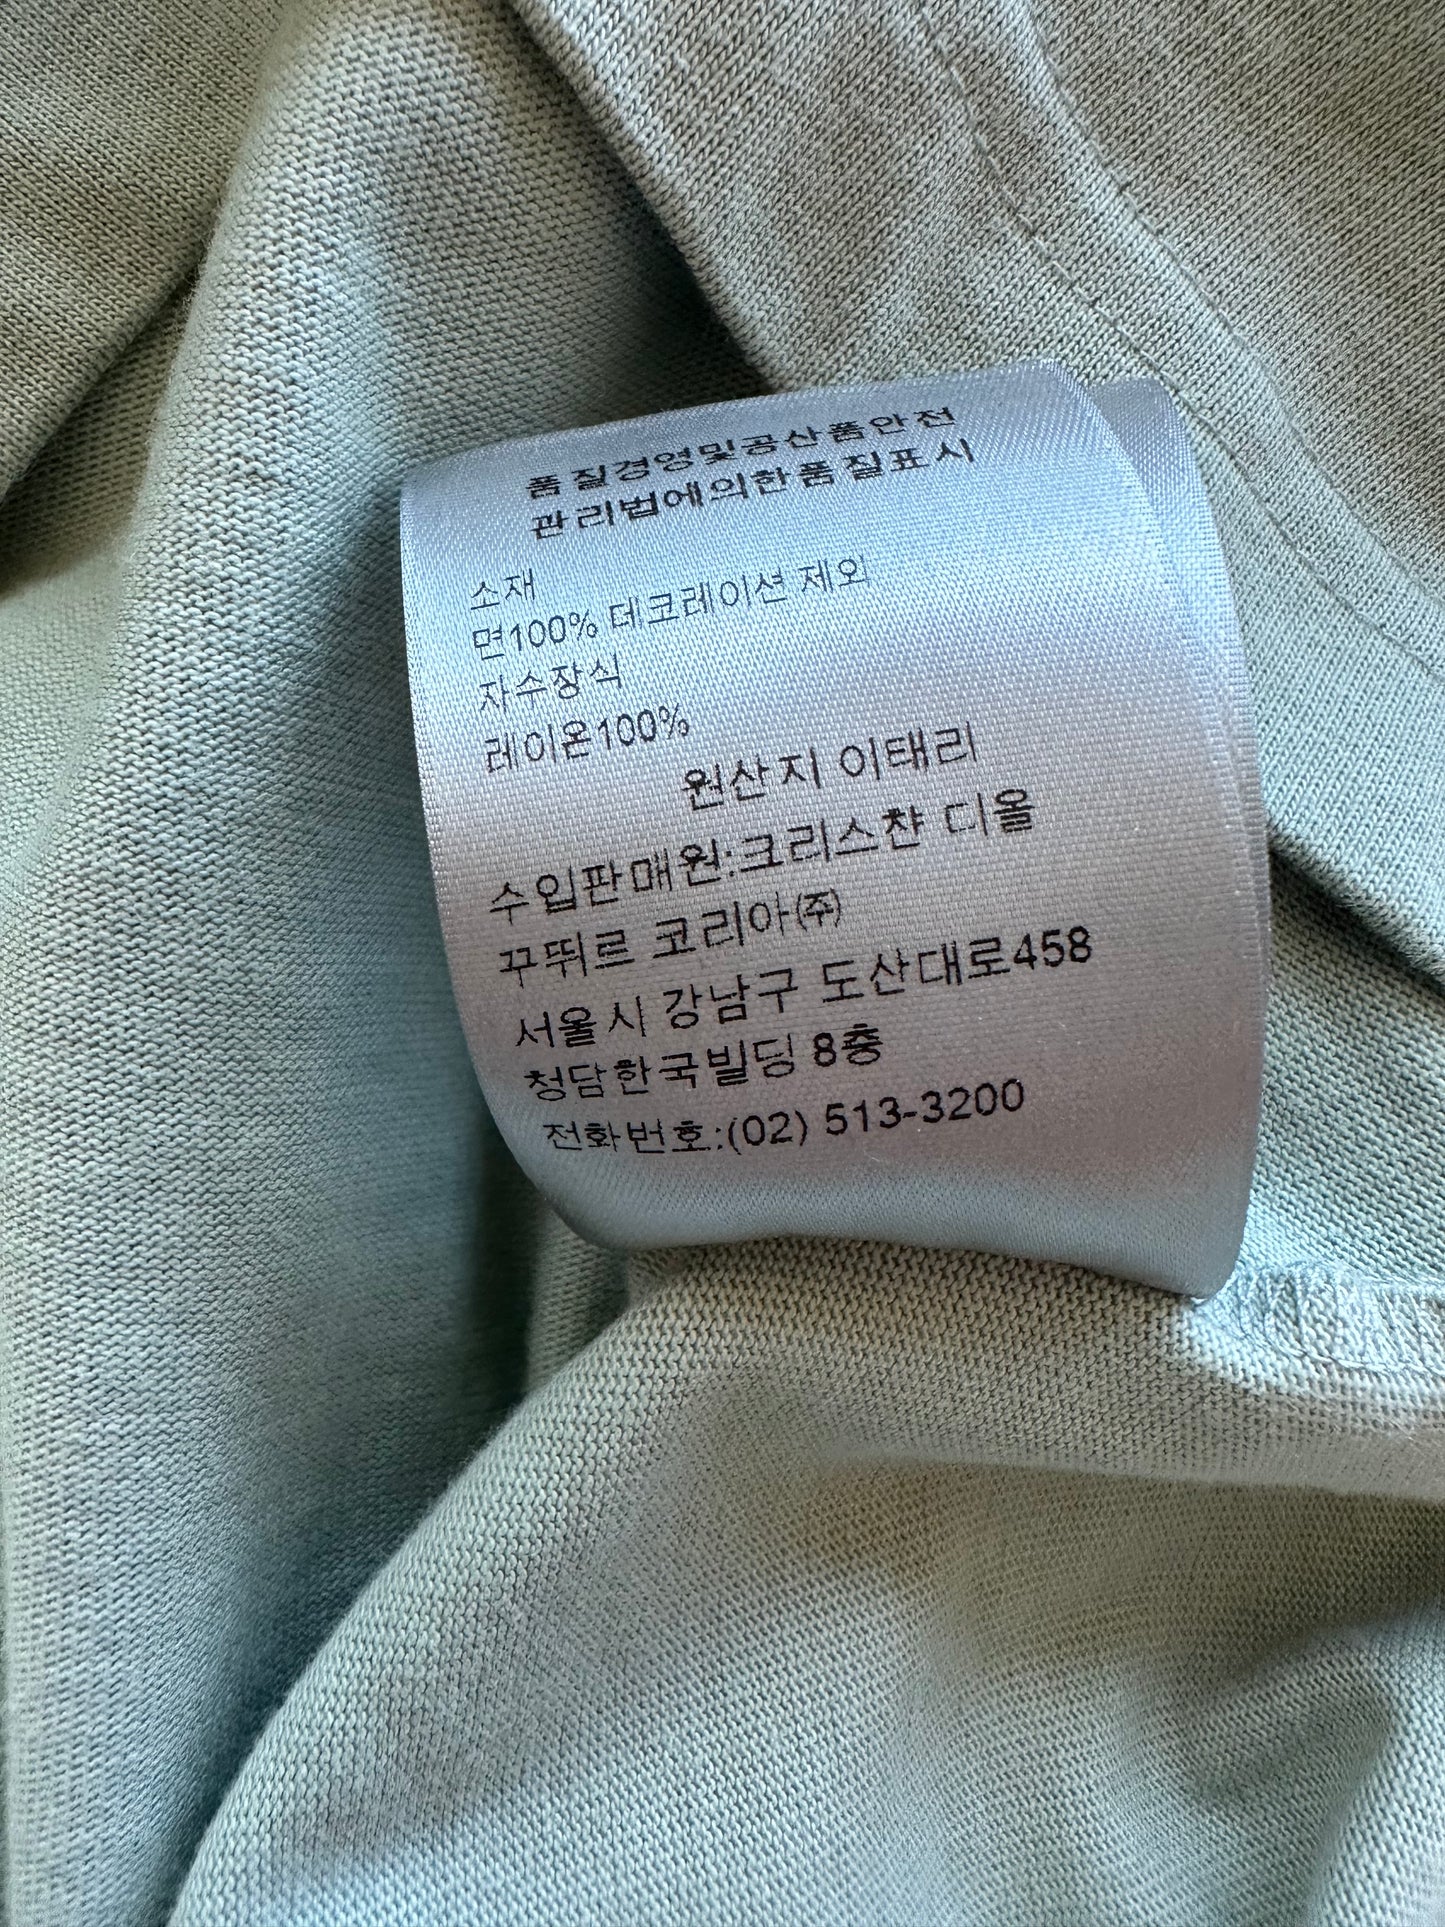 품질경영및공산품안전
관리법에의한품질표시
소재
면100% 데코레이션 제외
자수장식
레이온100%
원산지 이태리
수입판매원:크리스챤 디올
꾸뛰르 코리아(주)
서울시 강남구 도산대로458
청담한국빌딩 8층
전화번호:(02) 513-3200